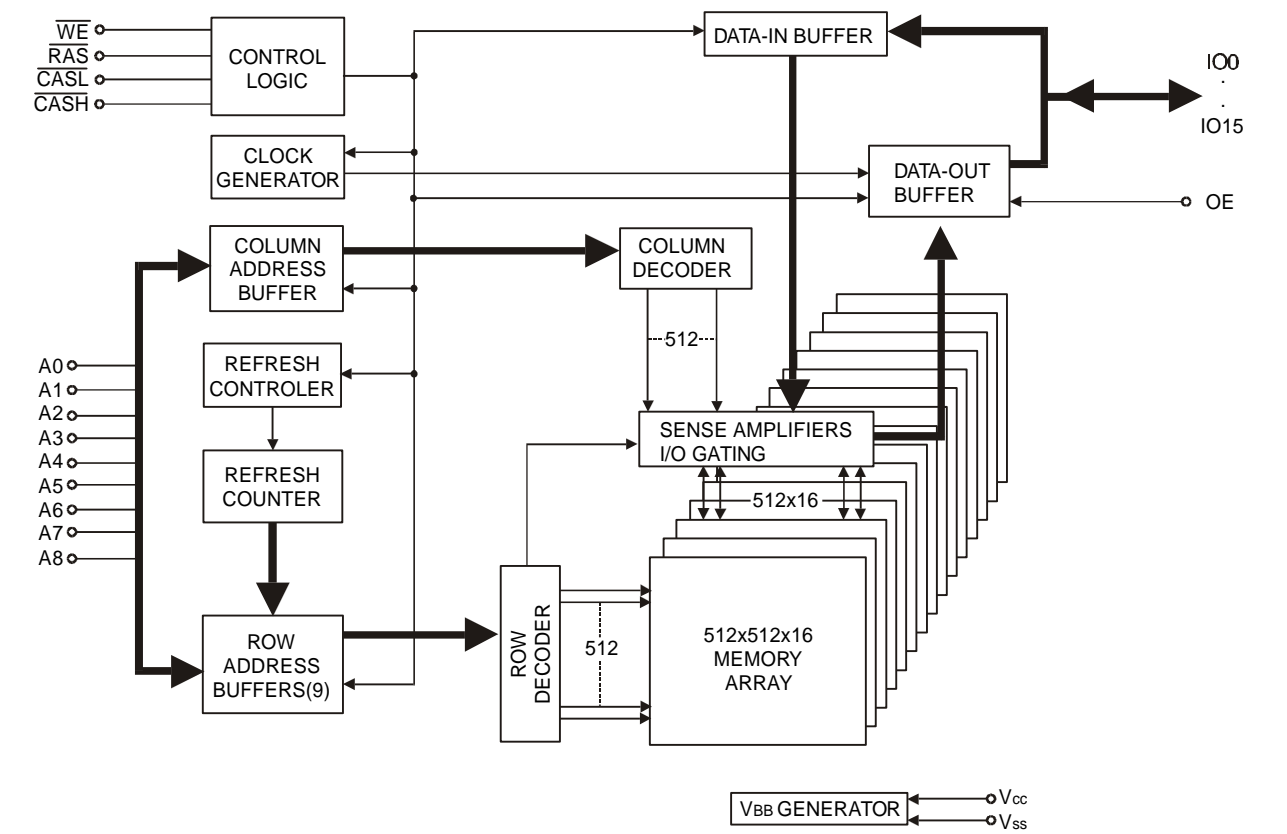 WE
RAS
CASL
CASH
CONTROL
LOGIC
DATA-IN BUFFER
IO0
.
.
IO15
CLOCK
GENERATOR
DATA-OUT
BUFFER
OE
COLUMN
ADDRESS
BUFFER
COLUMN
DECODER
512
A0
A1
A2
A3
A4
A5
A6
A7
A8
REFRESH
CONTROLER
REFRESH
COUNTER
SENSE AMPLIFIERS
I/O GATING
512x16
ROW
ADDRESS
BUFFERS(9)
ROW
DECODER
512
512x512x16
MEMORY
ARRAY
VBB GENERATOR
Vcc
Vss